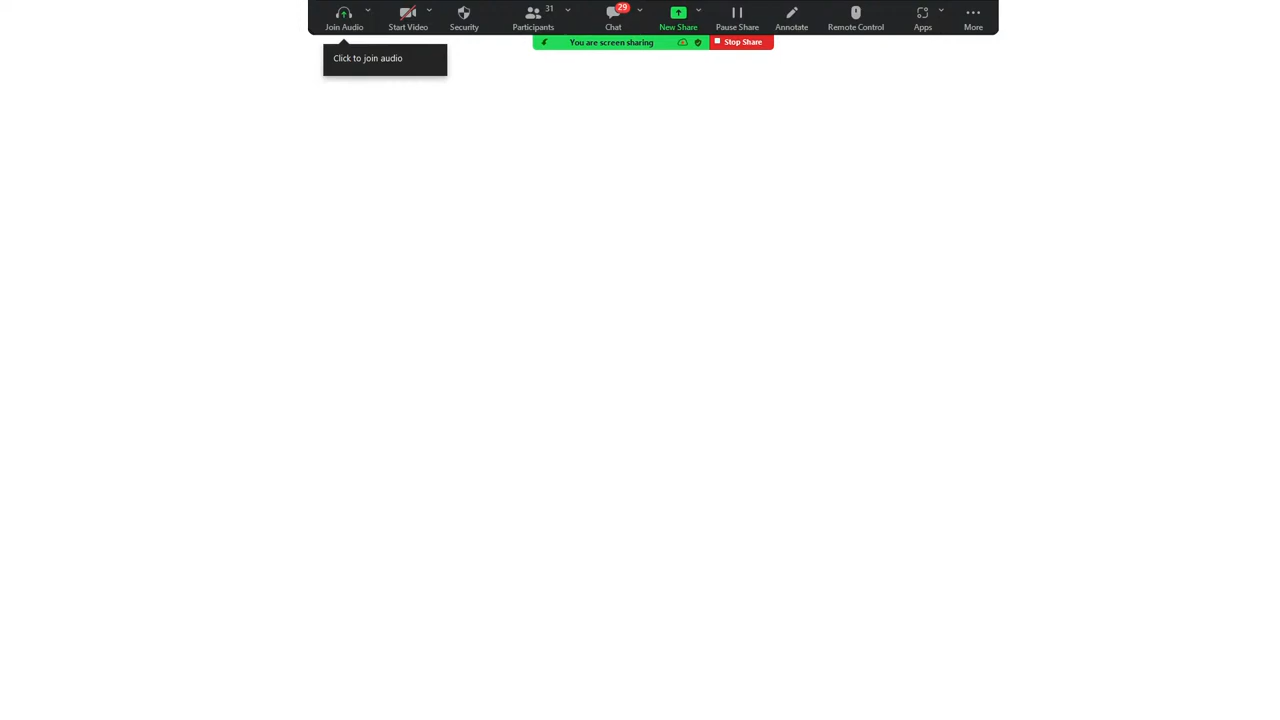 Join Audio
Start Video
Security
31
Participants
29
Chat
New Share
Pause Share
Annotate
Remote Control
Apps
More
You are screen sharing
Stop Share
Click to join audio